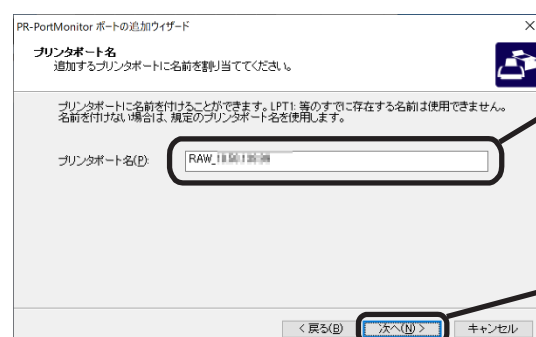 PR-PortMonitor ポートの追加ウィザード
プリンタポート名
追加するプリンタポートに名前を割り当ててください。
プリンタポートに名前を付けることができます。LPT1: 等のすでに存在する名前は使用できません。
名前を付けない場合は、規定のプリンタポート名を使用します。
プリンタポート名(P):
RAW_
< 戻る(B)
次へ(N) >
キャンセル